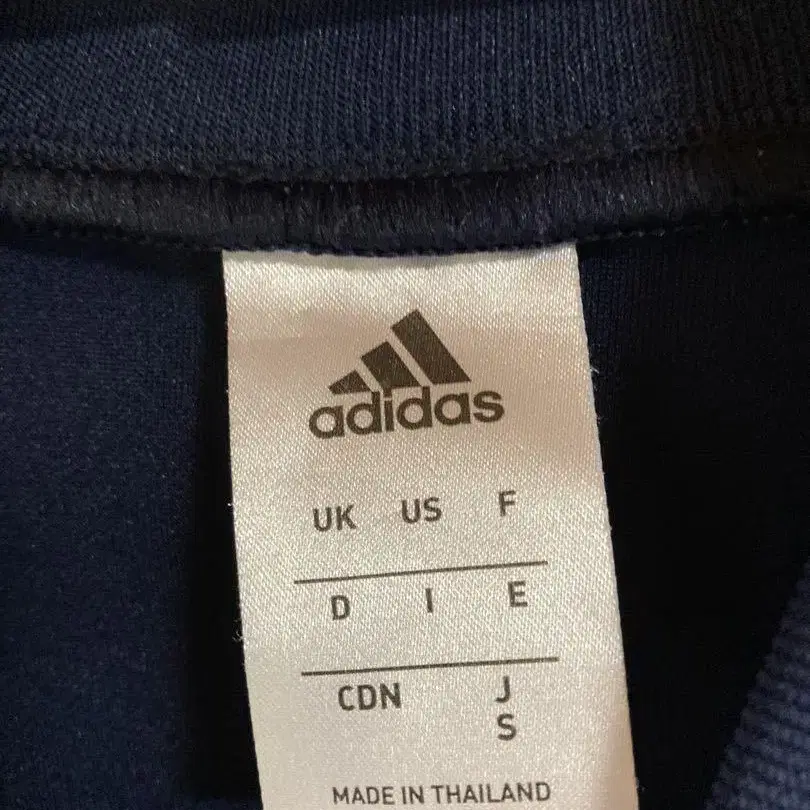 adidas
UK US F
D I E
CDN J
S
MADE IN THAILAND